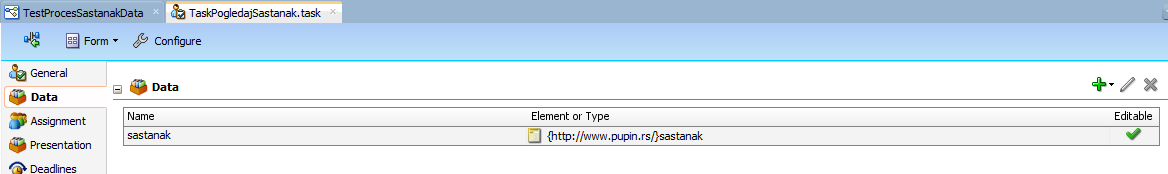 TestProcesSastanakData
TaskPogledajSastanak.task
Form
Configure
General
Data
Assignment
Presentation
Deadlines
Data
Name Element or Type Editable
sastanak {http://www.pupin.rs/}sastanak